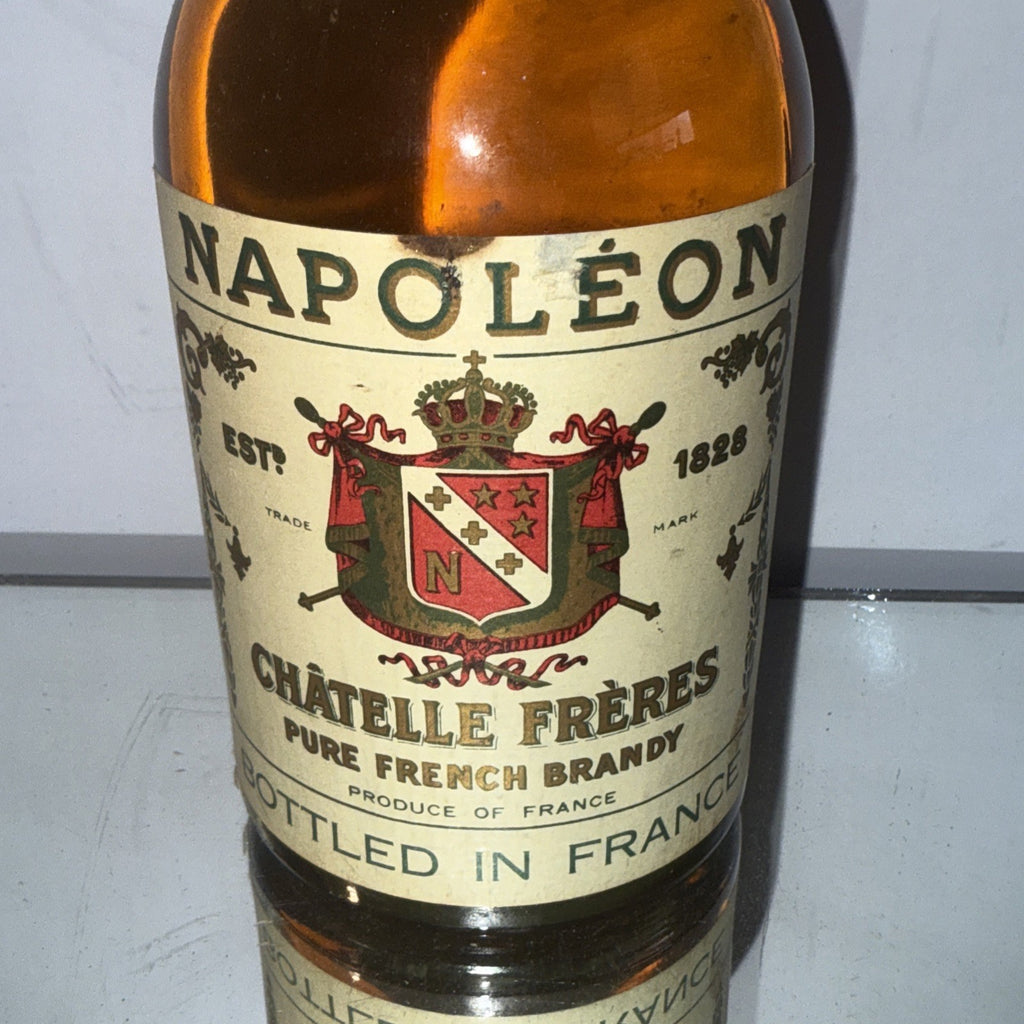 NAPOLÉON
ESTD. 1828
TRADE MARK
N
CHÂTELLE FRÈRES
PURE FRENCH BRANDY
PRODUCE OF FRANCE
BOTTLED IN FRANCE